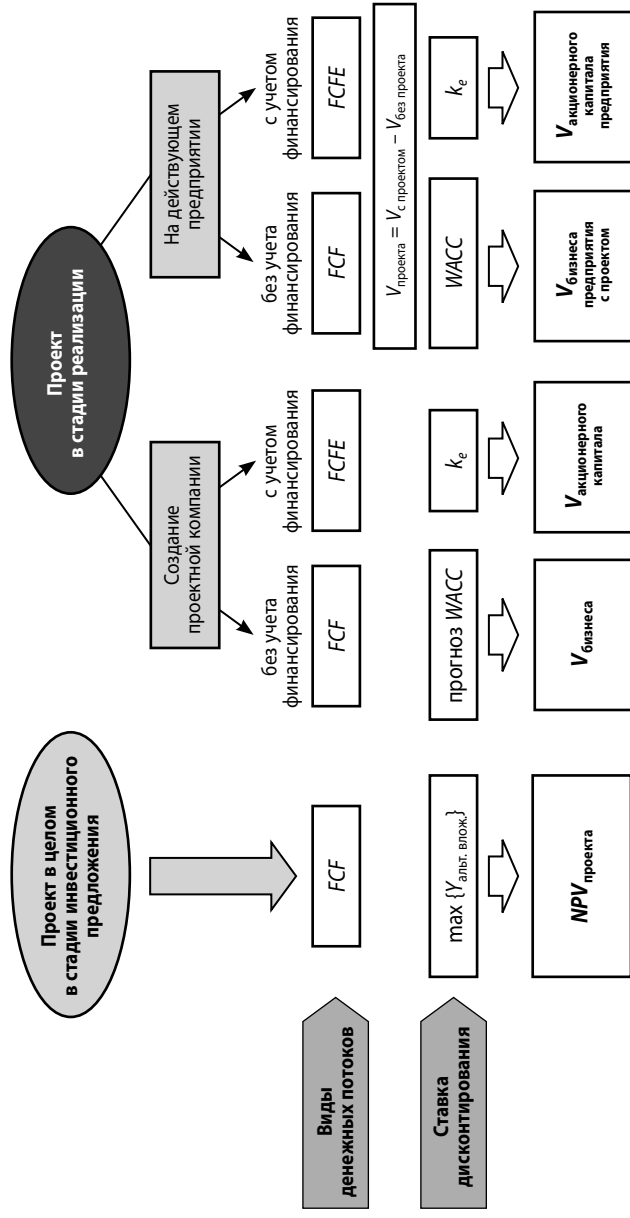 Проект в целом
в стадии инвестиционного
предложения
Проект
в стадии реализации
Создание
проектной компании
На действующем
предприятии
без учета
финансирования
с учетом
финансирования
без учета
финансирования
с учетом
финансирования
Виды
денежных потоков
FCF
FCF
FCFE
FCF
FCFE
V проекта = V с проектом – V без проекта
Ставка
дисконтирования
max {Y альт. влож.}
прогноз WACC
k e
WACC
k e
NPV проекта
V бизнеса
V акционерного
капитала
V бизнеса
предприятия
с проектом
V акционерного
капитала
предприятия